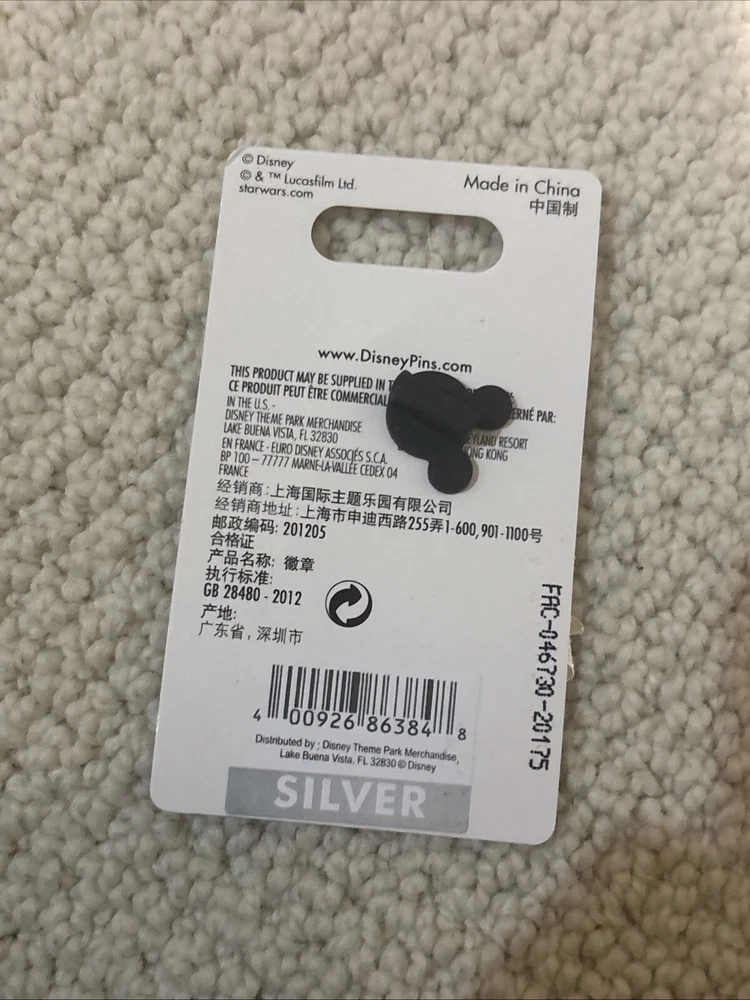 © Disney
© & ™ Lucasfilm Ltd.
starwars.com
Made in China
中国制
www.DisneyPins.com
THIS PRODUCT MAY BE SUPPLIED IN
CE PRODUIT PEUT ÊTRE COMMERCIAL
ERNÉ PAR:
IN THE U.S. -
DISNEY THEME PARK MERCHANDISE
LAKE BUENA VISTA, FL 32830
EYLAND RESORT
ONG KONG
EN FRANCE - EURO DISNEY ASSOCIÉS S.C.A.
BP 100 – 77777 MARNE-LA-VALLÉE CEDEX 04
FRANCE
经销商:上海国际主题乐园有限公司
经销商地址:上海市申迪西路255弄1-600,901-1100号
邮政编码: 201205
合格证
产品名称: 徽章
执行标准:
GB 28480 - 2012
产地:
广东省, 深圳市
FAC-046730-20175
4 00926 86384 8
Distributed by ; Disney Theme Park Merchandise,
Lake Buena Vista, FL 32830 © Disney
SILVER